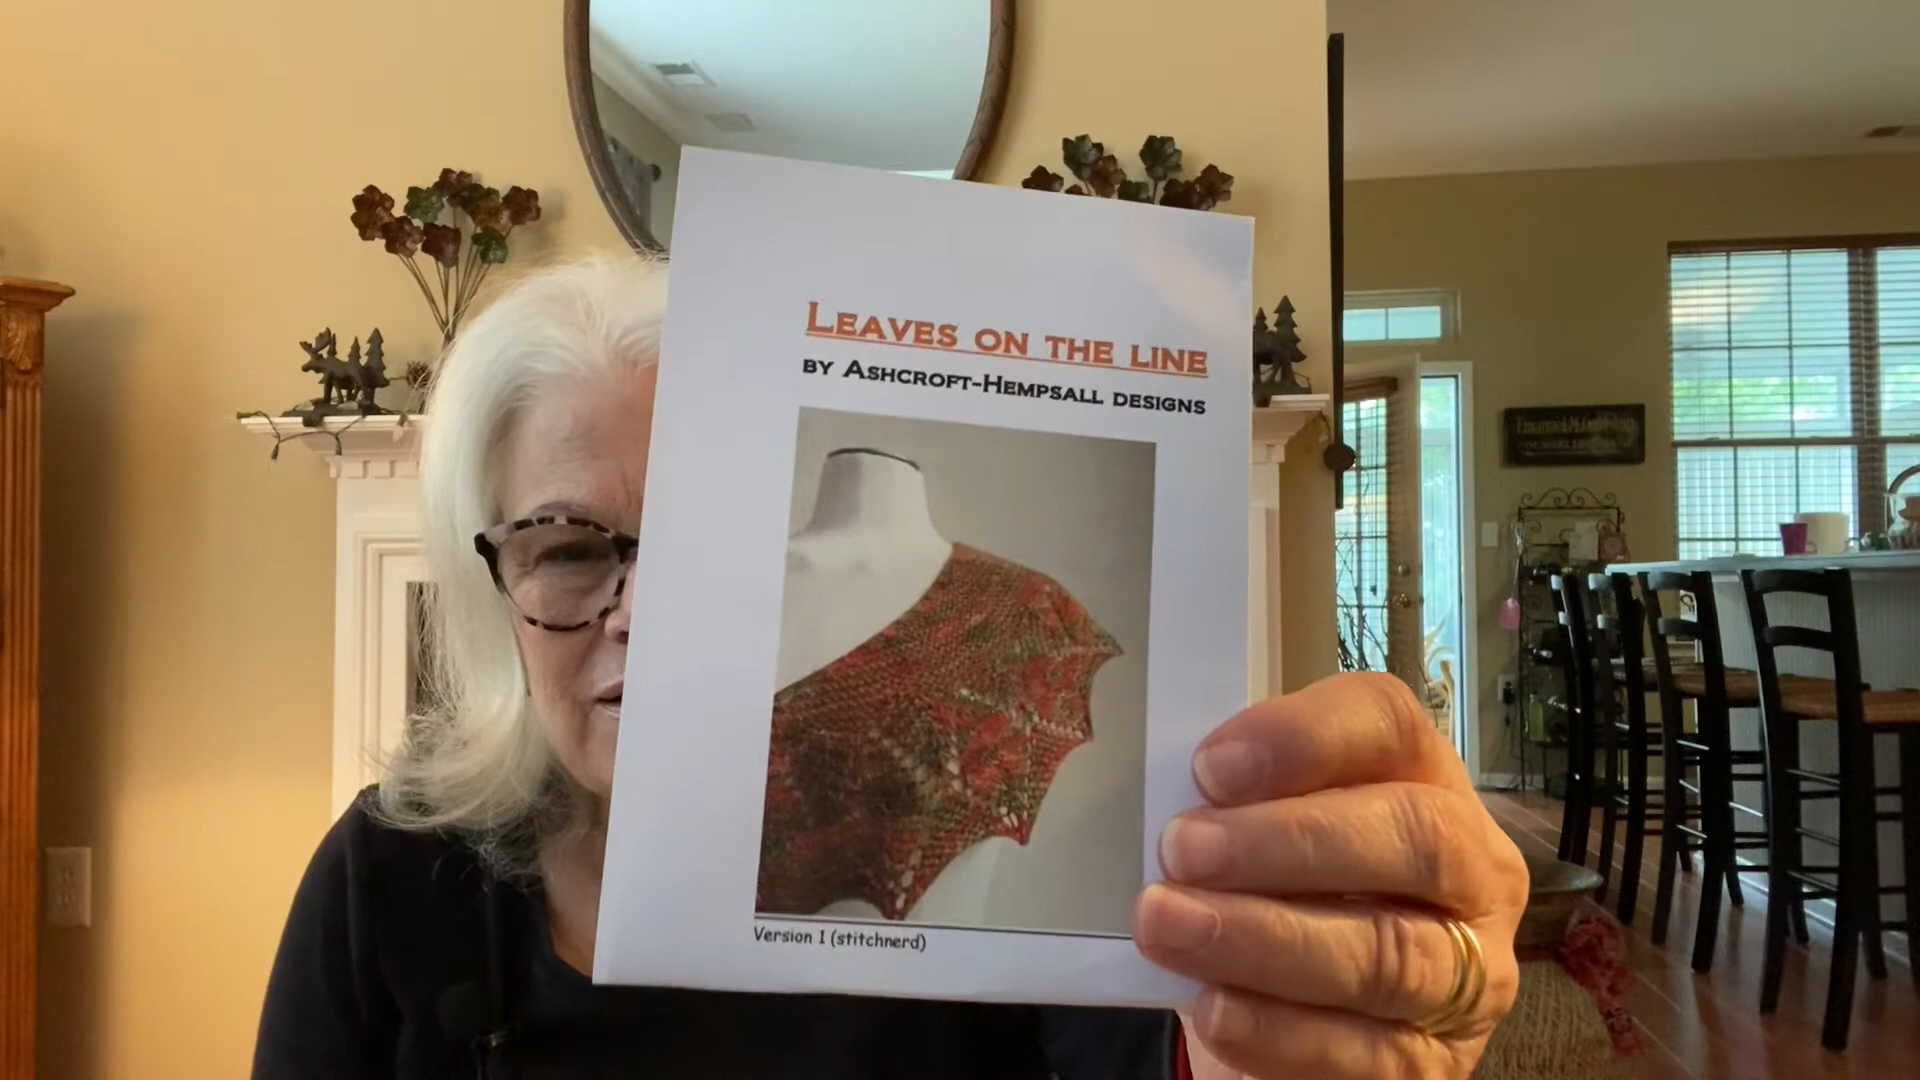 Leaves on the line
by Ashcroft-Hempsall designs
Version 1 (stitchnerd)